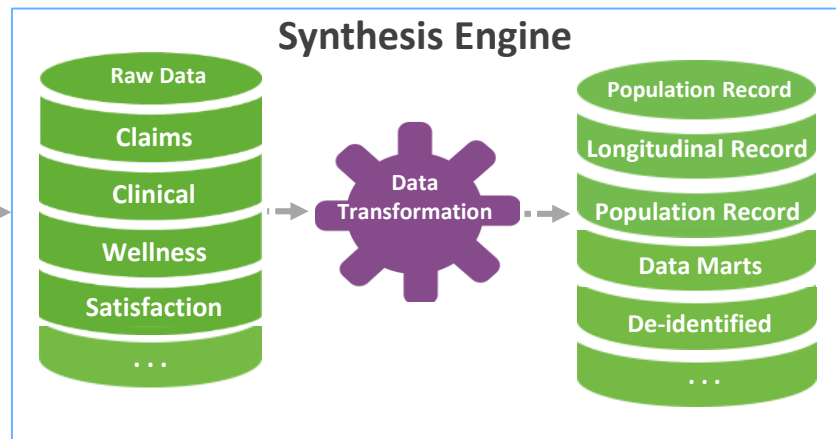 Synthesis Engine
Raw Data
Claims
Clinical
Wellness
Satisfaction
. . .
Data
Transformation
Population Record
Longitudinal Record
Population Record
Data Marts
De-identified
. . .